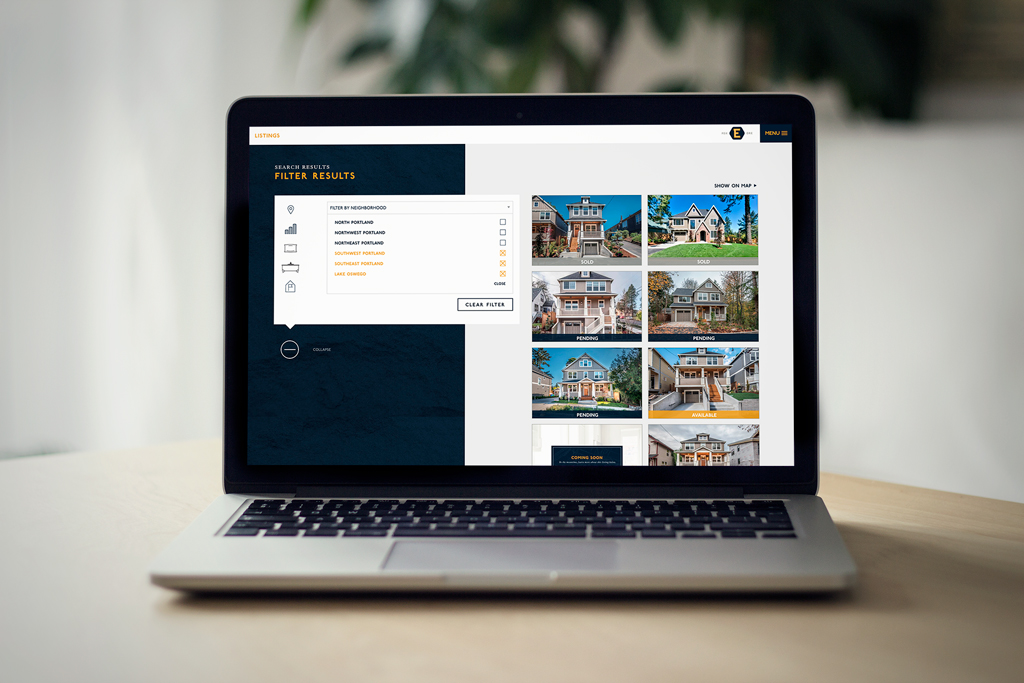 LISTINGS
E
MENU
SEARCH RESULTS
FILTER RESULTS
SHOW ON MAP
FILTER BY NEIGHBORHOOD
NORTH PORTLAND
NORTHWEST PORTLAND
NORTHEAST PORTLAND
SOUTHWEST PORTLAND
SOUTHEAST PORTLAND
LAKE OSWEGO
CLOSE
CLEAR FILTER
COLLAPSE
SOLD
SOLD
PENDING
PENDING
PENDING
AVAILABLE
COMING SOON